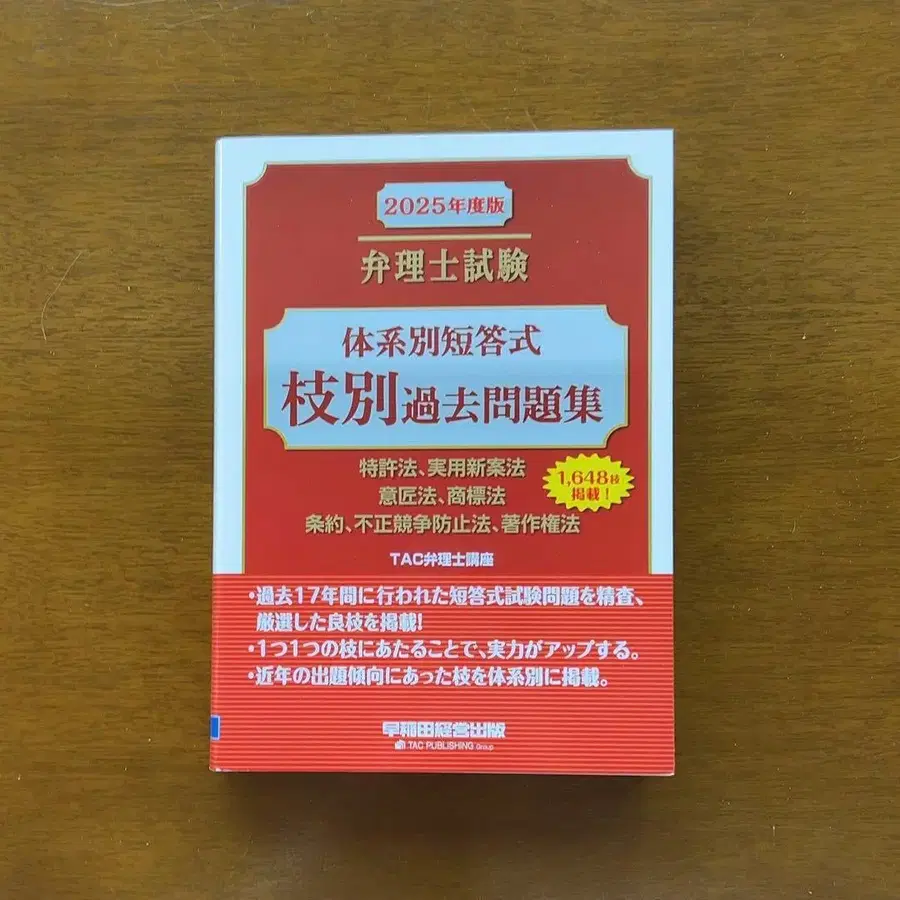 2025年度版
弁理士試験
体系別短答式
枝別過去問題集
特許法、実用新案法
意匠法、商標法
条約、不正競争防止法、著作権法
1,648枝
掲載!
TAC弁理士講座
・過去17年間に行われた短答式試験問題を精査、
厳選した良枝を掲載!
・1つ1つの枝にあたることで、実力がアップする。
・近年の出題傾向にあった枝を体系別に掲載。
早稲田経営出版
TAC PUBLISHING Group